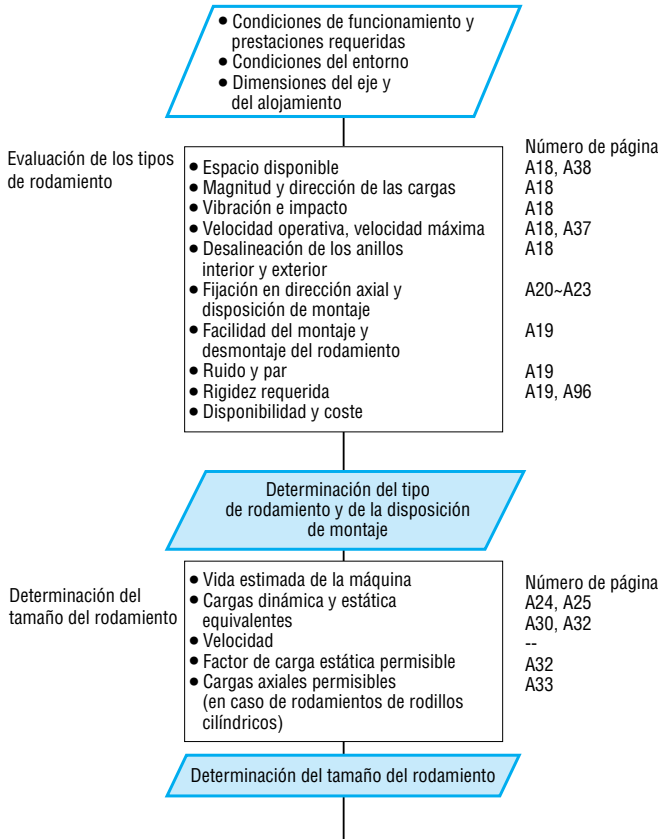 ● Condiciones de funcionamiento y
prestaciones requeridas
● Condiciones del entorno
● Dimensiones del eje y
del alojamiento
Evaluación de los tipos
de rodamiento
Número de página
● Espacio disponible A18, A38
● Magnitud y dirección de las cargas A18
● Vibración e impacto A18
● Velocidad operativa, velocidad máxima A18, A37
● Desalineación de los anillos A18
interior y exterior
● Fijación en dirección axial y A20~A23
disposición de montaje
● Facilidad del montaje y A19
desmontaje del rodamiento
● Ruido y par A19
● Rigidez requerida A19, A96
● Disponibilidad y coste
Determinación del tipo
de rodamiento y de la disposición
de montaje
Determinación del
tamaño del rodamiento
Número de página
● Vida estimada de la máquina A24, A25
● Cargas dinámica y estática A30, A32
equivalentes
● Velocidad --
● Factor de carga estática permisible A32
● Cargas axiales permisibles A33
(en caso de rodamientos de rodillos
cilíndricos)
Determinación del tamaño del rodamiento